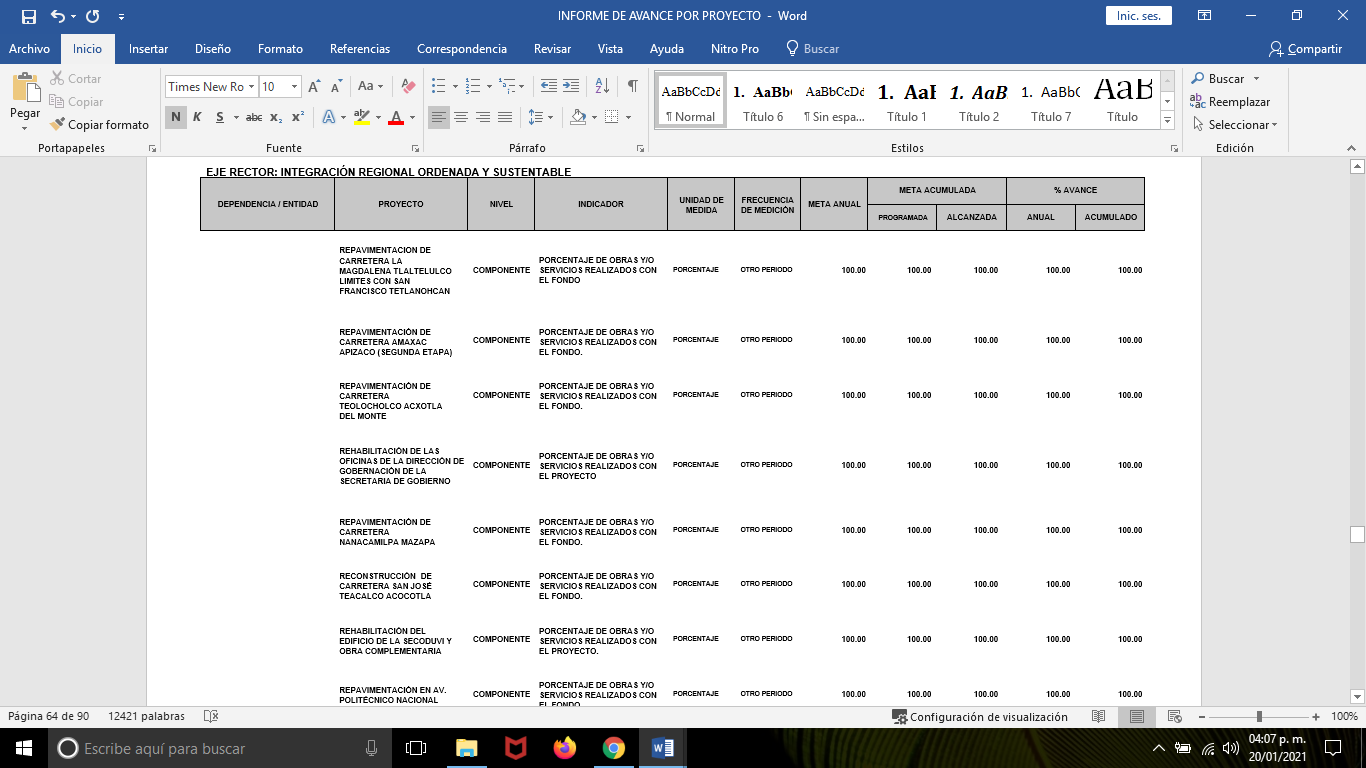 INFORME DE AVANCE POR PROYECTO - Word
Inic. ses.
Archivo Inicio Insertar Diseño Formato Referencias Correspondencia Revisar Vista Ayuda Nitro Pro Buscar Compartir
Pegar
Cortar
Copiar
Copiar formato
Portapapeles
Times New Ro 10
Aa
N K S abc x₂ x²
Fuente
Párrafo
AaBbCcDd
¶ Normal
1. AaBb(
Título 6
AaBbCcDd
¶ Sin espa...
1. AaI
Título 1
1. AaB
Título 2
1. AaBb(
Título 7
AaB
Título
Estilos
Buscar
Reemplazar
Seleccionar
Edición
EJE RECTOR: INTEGRACIÓN REGIONAL ORDENADA Y SUSTENTABLE
DEPENDENCIA / ENTIDAD
PROYECTO
NIVEL
INDICADOR
UNIDAD DE
MEDIDA
FRECUENCIA
DE MEDICIÓN
META ANUAL
META ACUMULADA
PROGRAMADA
ALCANZADA
% AVANCE
ANUAL
ACUMULADO
REPAVIMENTACION DE
CARRETERA LA
MAGDALENA TLALTELULCO
LIMITES CON SAN
FRANCISCO TETLANOHCAN
COMPONENTE
PORCENTAJE DE OBRAS Y/O
SERVICIOS REALIZADOS CON
EL FONDO
PORCENTAJE
OTRO PERIODO
100.00 100.00 100.00 100.00 100.00
REPAVIMENTACIÓN DE
CARRETERA AMAXAC
APIZACO (SEGUNDA ETAPA)
COMPONENTE
PORCENTAJE DE OBRAS Y/O
SERVICIOS REALIZADOS CON
EL FONDO.
PORCENTAJE
OTRO PERIODO
100.00 100.00 100.00 100.00 100.00
REPAVIMENTACIÓN DE
CARRETERA
TEOLOCHOLCO ACXOTLA
DEL MONTE
COMPONENTE
PORCENTAJE DE OBRAS Y/O
SERVICIOS REALIZADOS CON
EL FONDO.
PORCENTAJE
OTRO PERIODO
100.00 100.00 100.00 100.00 100.00
REHABILITACIÓN DE LAS
OFICINAS DE LA DIRECCIÓN DE
GOBERNACIÓN DE LA
SECRETARIA DE GOBIERNO
COMPONENTE
PORCENTAJE DE OBRAS Y/O
SERVICIOS REALIZADOS CON
EL PROYECTO
PORCENTAJE
OTRO PERIODO
100.00 100.00 100.00 100.00 100.00
REPAVIMENTACIÓN DE
CARRETERA
NANACAMILPA MAZAPA
COMPONENTE
PORCENTAJE DE OBRAS Y/O
SERVICIOS REALIZADOS CON
EL FONDO.
PORCENTAJE
OTRO PERIODO
100.00 100.00 100.00 100.00 100.00
RECONSTRUCCIÓN DE
CARRETERA SAN JOSÉ
TEACALCO ACOCOTLA
COMPONENTE
PORCENTAJE DE OBRAS Y/O
SERVICIOS REALIZADOS CON
EL FONDO.
PORCENTAJE
OTRO PERIODO
100.00 100.00 100.00 100.00 100.00
REHABILITACIÓN DEL
EDIFICIO DE LA SECODUVI Y
OBRA COMPLEMENTARIA
COMPONENTE
PORCENTAJE DE OBRAS Y/O
SERVICIOS REALIZADOS CON
EL PROYECTO.
PORCENTAJE
OTRO PERIODO
100.00 100.00 100.00 100.00 100.00
REPAVIMENTACIÓN EN AV.
POLITÉCNICO NACIONAL
COMPONENTE
PORCENTAJE DE OBRAS Y/O
SERVICIOS REALIZADOS CON
EL FONDO
PORCENTAJE
OTRO PERIODO
100.00 100.00 100.00 100.00 100.00
Página 64 de 90 12421 palabras
Configuración de visualización
100%
Escribe aquí para buscar
04:07 p. m.
20/01/2021